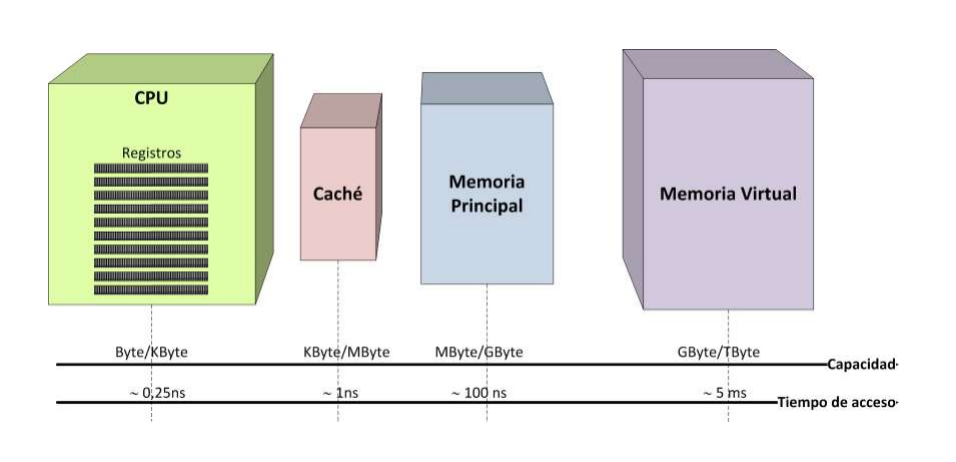 CPU
Registros
Caché
Memoria
Principal
Memoria Virtual
Byte/KByte
KByte/MByte
MByte/GByte
GByte/TByte
Capacidad
~ 0,25ns
~ 1ns
~ 100 ns
~ 5 ms
Tiempo de acceso